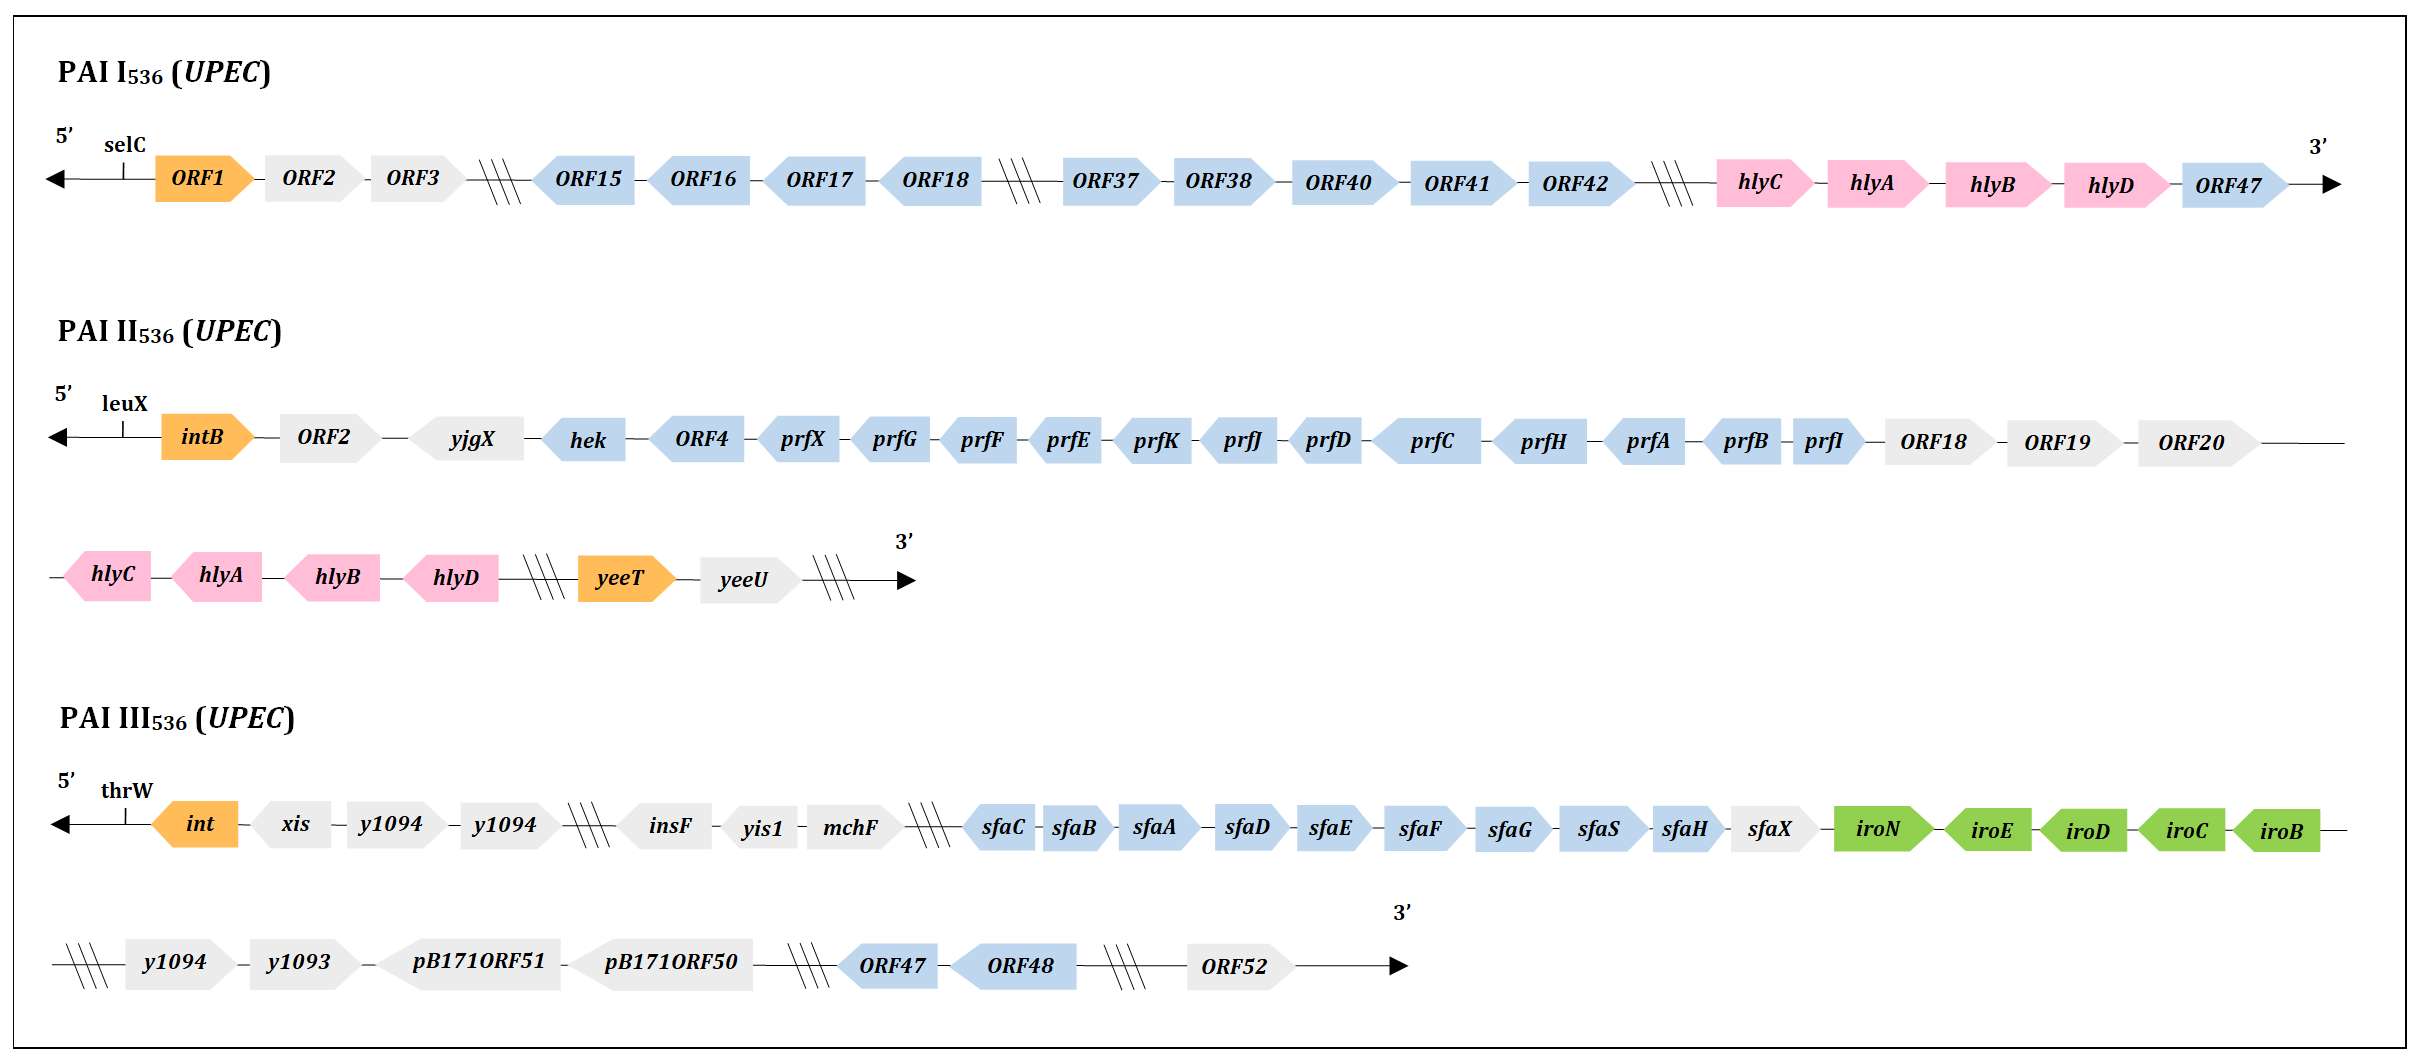 PAI I536 (UPEC)
5’ selC 3’
ORF1 ORF2 ORF3 ORF15 ORF16 ORF17 ORF18 ORF37 ORF38 ORF40 ORF41 ORF42 hlyC hlyA hlyB hlyD ORF47
PAI II536 (UPEC)
5’ leuX
intB ORF2 yjgX hek ORF4 prfX prfG prfF prfE prfK prfJ prfD prfC prfH prfA prfB prfI ORF18 ORF19 ORF20
3’
hlyC hlyA hlyB hlyD yeeT yeeU
PAI III536 (UPEC)
5’ thrW
int xis y1094 y1094 insF yis1 mchF sfaC sfaB sfaA sfaD sfaE sfaF sfaG sfaS sfaH sfaX iroN iroE iroD iroC iroB
3’
y1094 y1093 pB171ORF51 pB171ORF50 ORF47 ORF48 ORF52